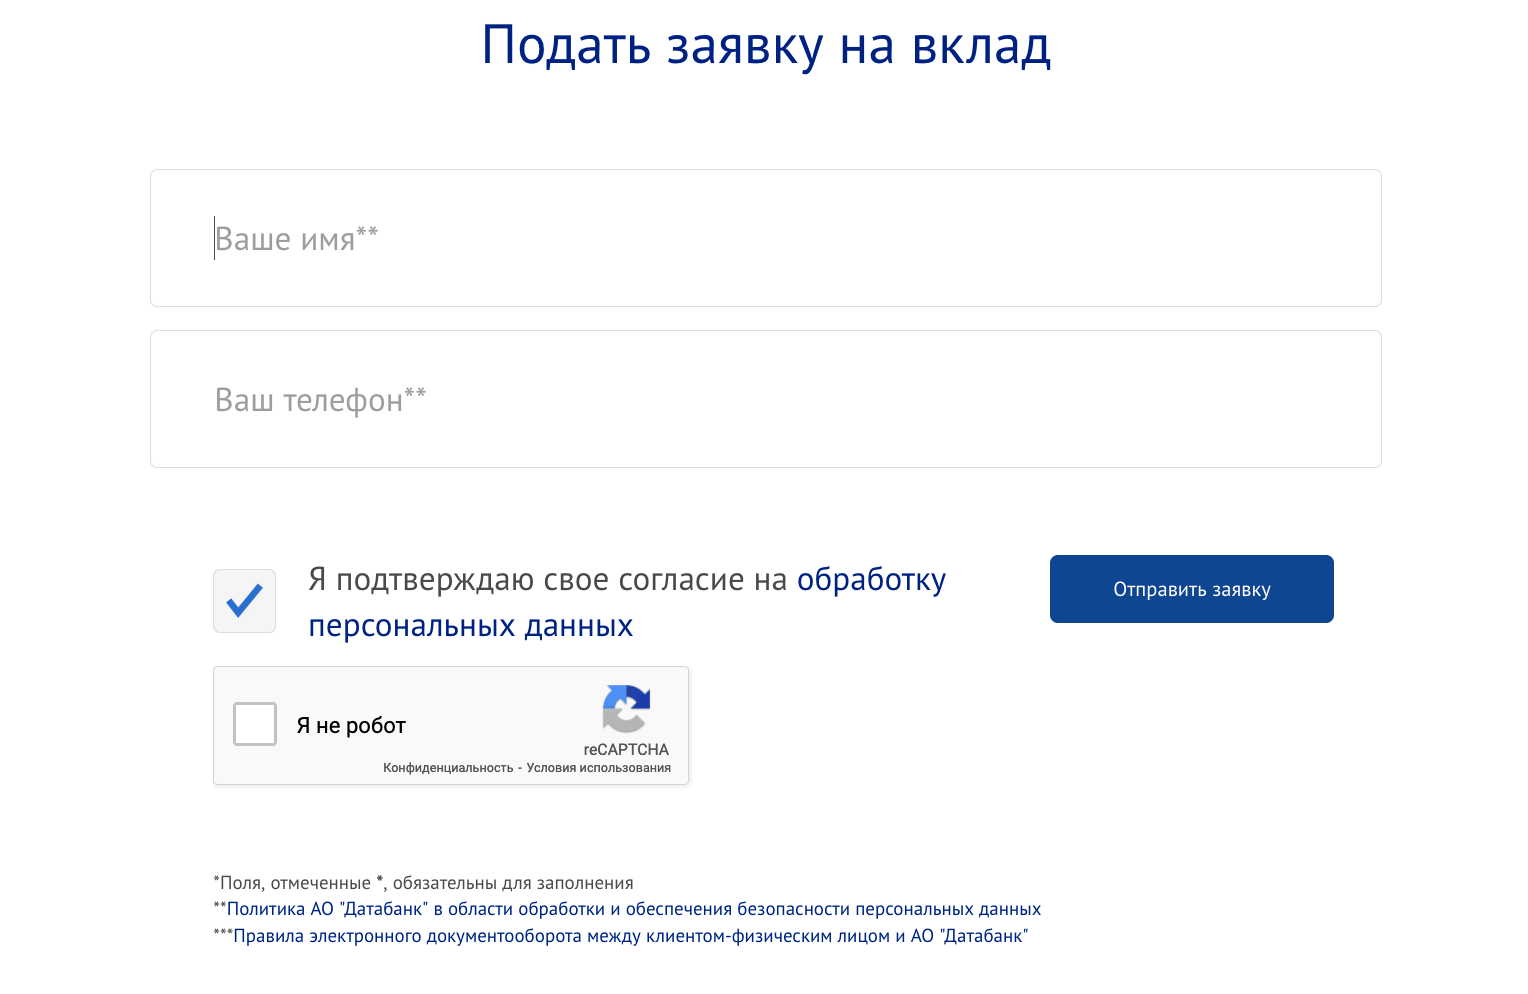 Подать заявку на вклад
Ваше имя**
Ваш телефон**
Я подтверждаю свое согласие на обработку
персональных данных
Отправить заявку
Я не робот
reCAPTCHA
Конфиденциальность - Условия использования
*Поля, отмеченные *, обязательны для заполнения
**Политика АО "Датабанк" в области обработки и обеспечения безопасности персональных данных
***Правила электронного документооборота между клиентом-физическим лицом и АО "Датабанк"